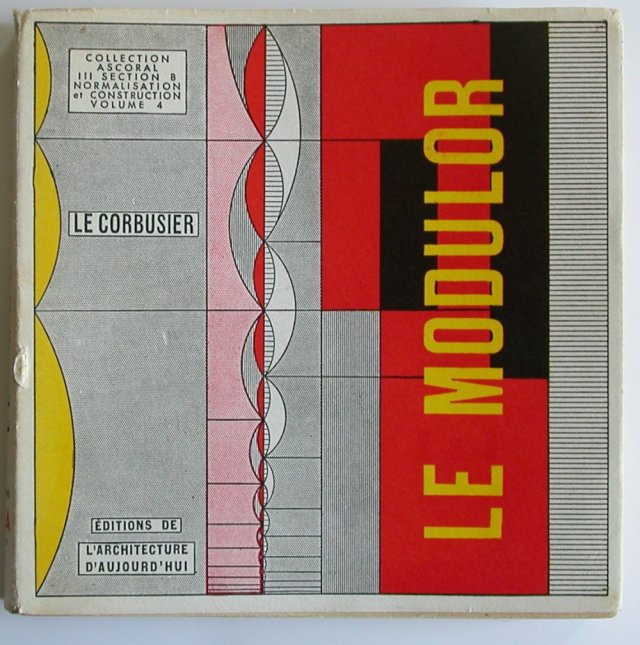 COLLECTION
ASCORAL
III SECTION B
NORMALISATION
et CONSTRUCTION
VOLUME 4
LE CORBUSIER
LE MODULOR
ÉDITIONS DE
L'ARCHITECTURE
D'AUJOURD'HUI